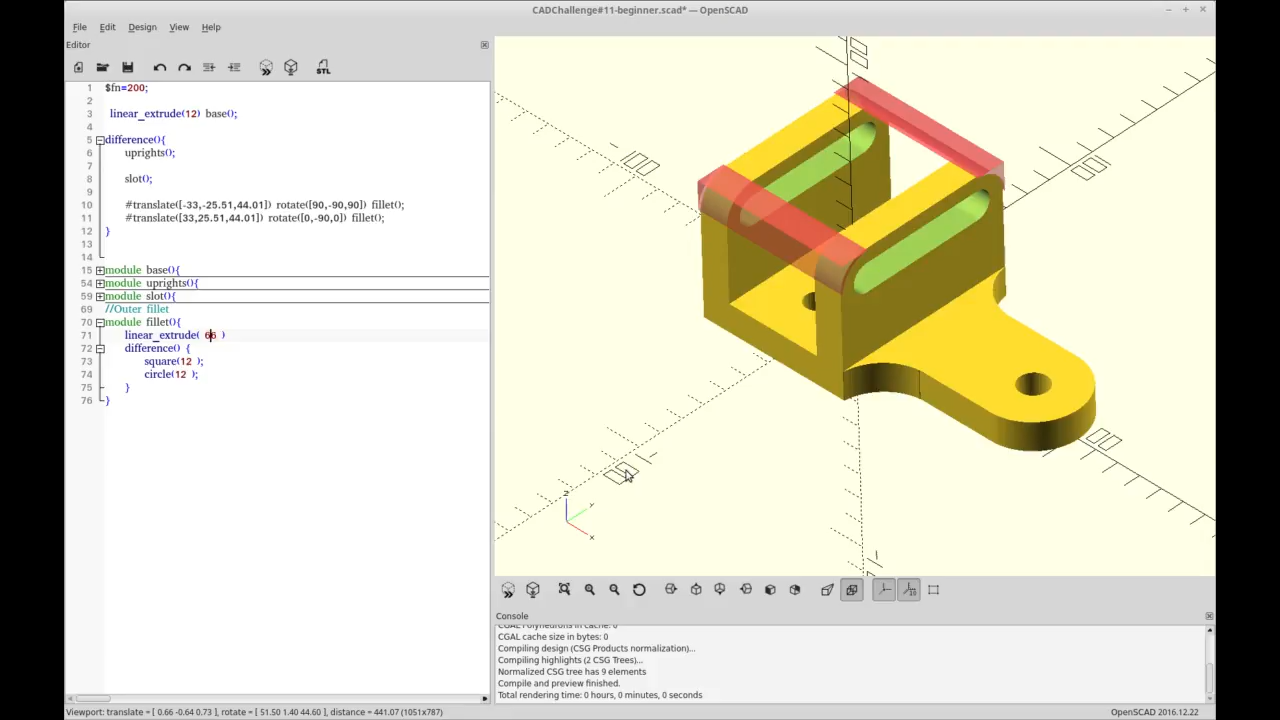 CADChallenge#11-beginner.scad* — OpenSCAD
File Edit Design View Help
Editor
STL
1 $fn=200;
2
3 linear_extrude(12) base();
4
5 difference(){
6 uprights();
7
8 slot();
9
10 #translate([-33,-25.51,44.01]) rotate([90,-90,90]) fillet();
11 #translate([33,25.51,44.01]) rotate([0,-90,0]) fillet();
12 }
13
14
15 module base(){
54 module uprights(){
59 module slot(){
69 //Outer fillet
70 module fillet(){
71 linear_extrude( 66 )
72 difference() {
73 square(12 );
74 circle(12 );
75 }
76 }
z
y
x
Console
CGAL Polyhedrons in cache: 0
CGAL cache size in bytes: 0
Compiling design (CSG Products normalization)...
Compiling highlights (2 CSG Trees)...
Normalized CSG tree has 9 elements
Compile and preview finished.
Total rendering time: 0 hours, 0 minutes, 0 seconds
Viewport: translate = [ 0.66 -0.64 0.73 ], rotate = [ 51.50 1.40 44.60 ], distance = 441.07 (1051x787)
OpenSCAD 2016.12.22